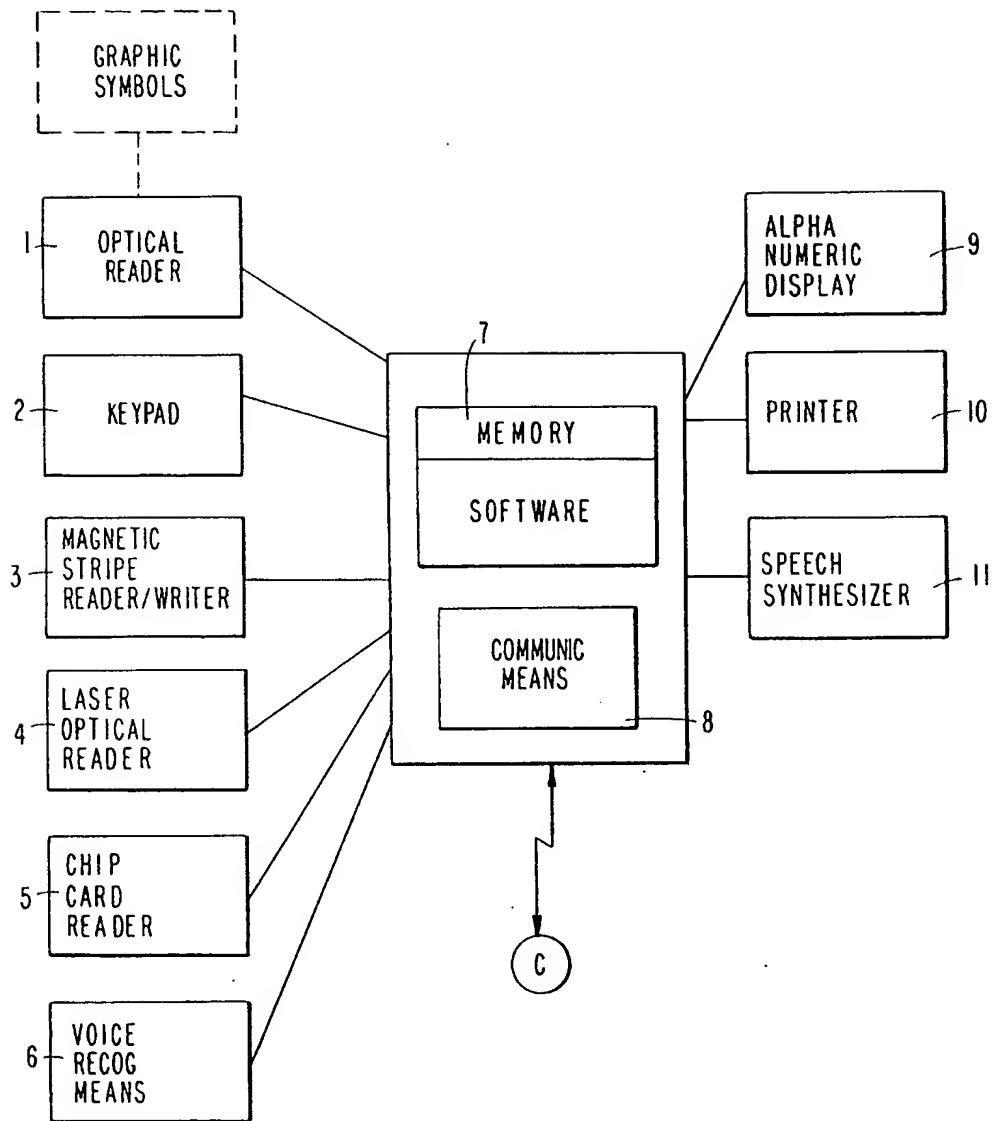 GRAPHIC
SYMBOLS
1
OPTICAL
READER
2
KEYPAD
3
MAGNETIC
STRIPE
READER/WRITER
4
LASER
OPTICAL
READER
5
CHIP
CARD
READER
6
VOICE
RECOG
MEANS
7
MEMORY
SOFTWARE
COMMUNIC
MEANS
8
C
ALPHA
NUMERIC
DISPLAY
9
PRINTER
10
SPEECH
SYNTHESIZER
11